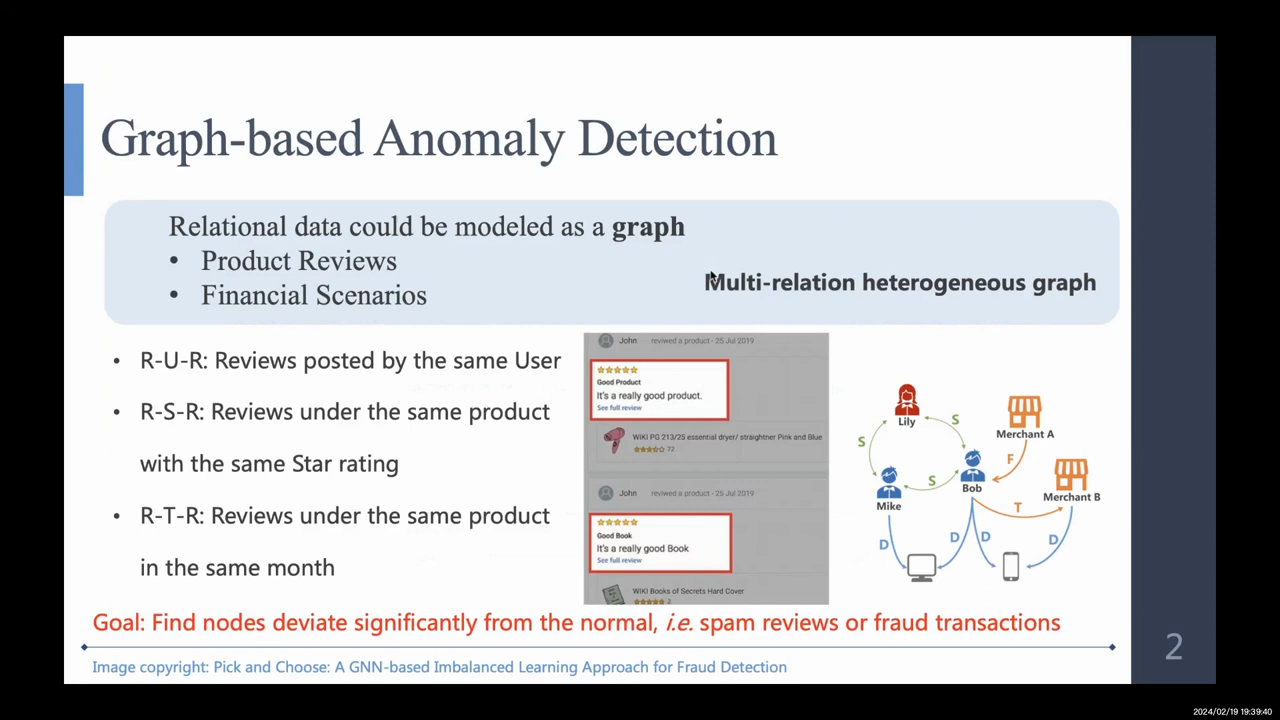 Graph-based Anomaly Detection
Relational data could be modeled as a graph
• Product Reviews
• Financial Scenarios
Multi-relation heterogeneous graph
• R-U-R: Reviews posted by the same User
• R-S-R: Reviews under the same product
with the same Star rating
• R-T-R: Reviews under the same product
in the same month
John reviwed a product - 25 Jul 2019
Good Product
It's a really good product.
See full review
WIKI PG 213/25 essential dryer/ straightner Pink and Blue
72
John reviwed a product - 25 Jul 2019
Good Book
It's a really good Book
See full review
WIKI Books of Secrets Hard Cover
2
Lily
S
S
S
Mike
Bob
Merchant A
F
Merchant B
T
D
D
D
D
Goal: Find nodes deviate significantly from the normal, i.e. spam reviews or fraud transactions
Image copyright: Pick and Choose: A GNN-based Imbalanced Learning Approach for Fraud Detection
2
2024/02/19 19:39:40